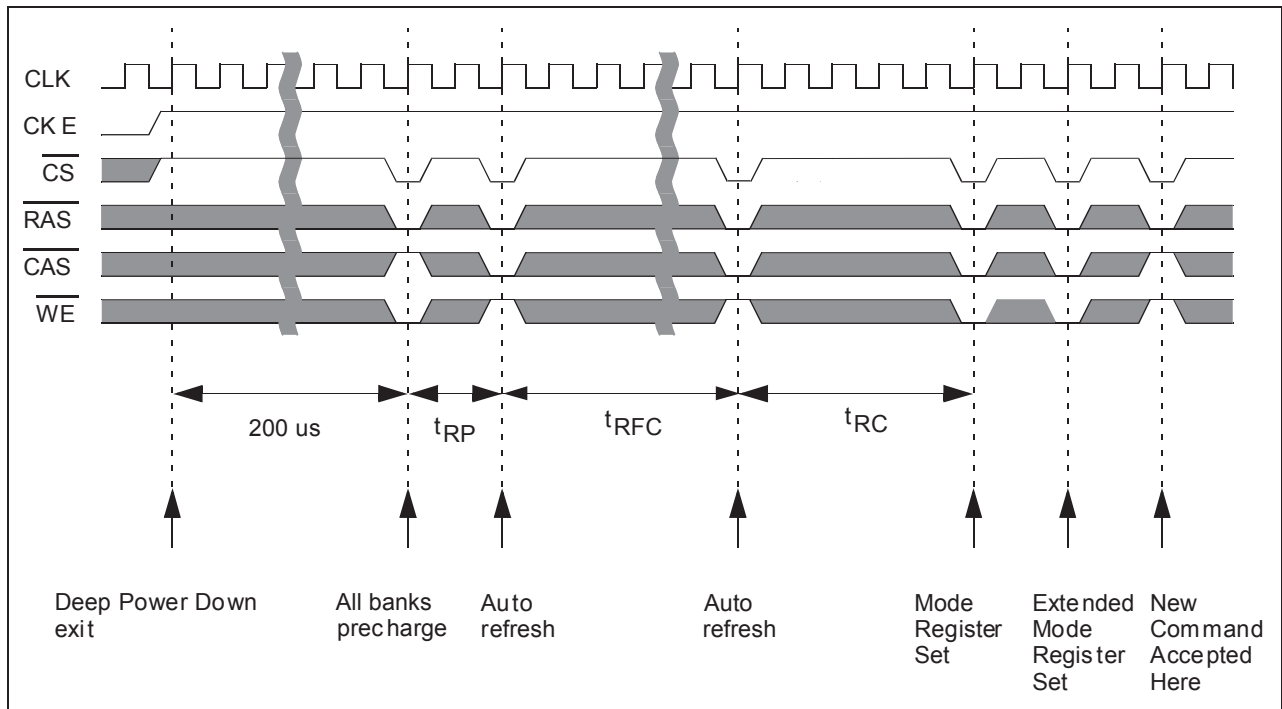 CLK
CKE
CS
RAS
CAS
WE
200 us
tRP
tRFC
tRC
Deep Power Down
exit
All banks
precharge
Auto
refresh
Auto
refresh
Mode
Register
Set
Extended
Mode
Register
Set
New
Command
Accepted
Here